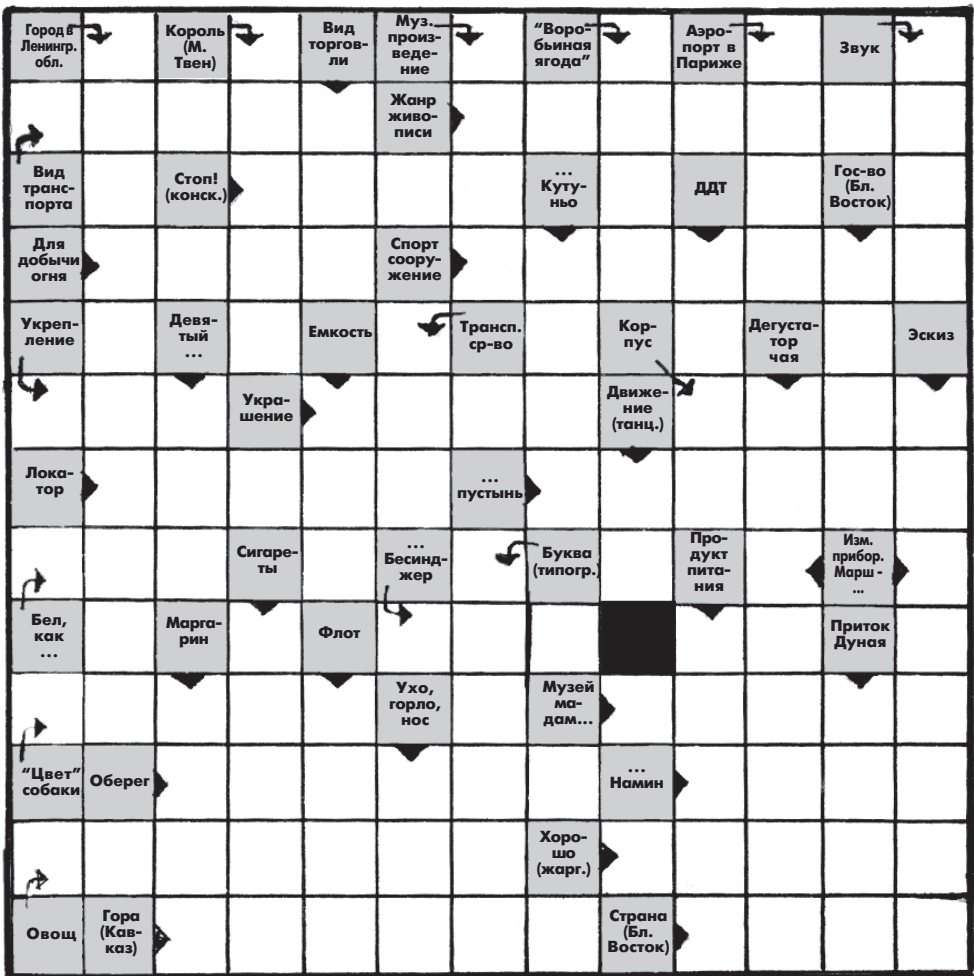 Город в
Ленингр.
обл.
Король
(М.
Твен)
Вид
торгов-
ли
Муз.
произ-
ведe-
ние
“Воро-
бьиная
ягода”
Аэро-
порт в
Париже
Звук
Жанр
живо-
писи
Вид
транс-
порта
Стоп!
(конск.)
...
Куту-
ньо
ДДТ
Гос-во
(Бл.
Восток)
Для
добычи
огня
Спорт
соору-
жение
Укреп-
ление
Девя-
тый
...
Емкость
Трансп.
ср-во
Кор-
пус
Дегуста-
тор
чая
Эскиз
Укра-
шение
Движе-
ние
(танц.)
Лока-
тор
...
пустынь
Сигаре-
ты
...
Бесинд-
жер
Буква
(типогр.)
Про-
дукт
пита-
ния
Изм.
прибор.
Марш -
...
Бел,
как
...
Марга-
рин
Флот
Приток
Дуная
Ухо,
горло,
нос
Музей
ма-
дам...
“Цвет”
собаки
Оберег
...
Намин
Хоро-
шо
(жарг.)
Овощ
Гора
(Кав-
каз)
Страна
(Бл.
Восток)